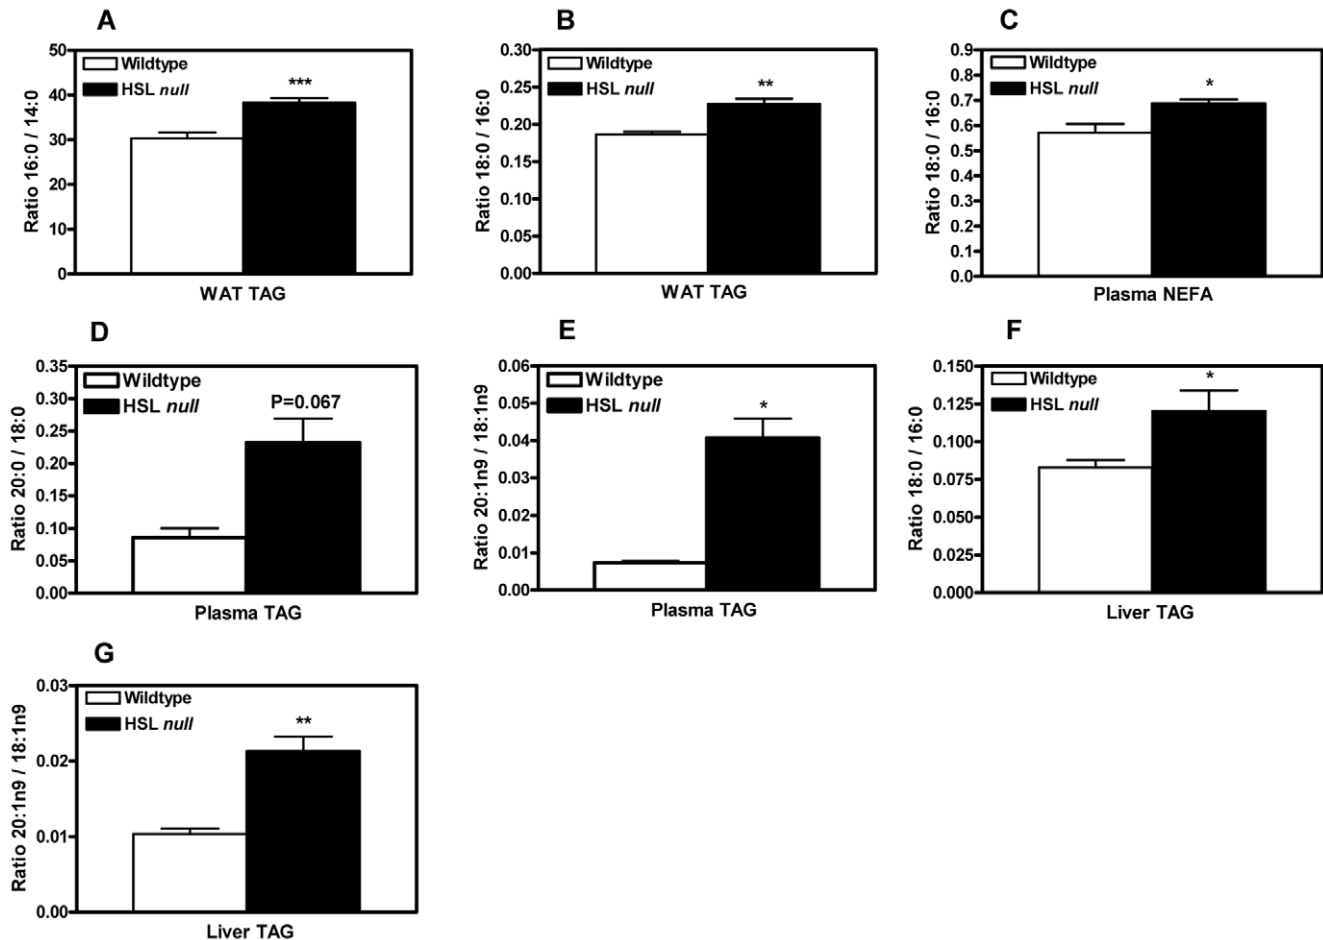 A
Ratio 16:0 / 14:0
50
40
30
20
10
0
Wildtype
HSL null
***
WAT TAG
B
Ratio 18:0 / 16:0
0.30
0.25
0.20
0.15
0.10
0.05
0.00
Wildtype
HSL null
**
WAT TAG
C
Ratio 18:0 / 16:0
0.9
0.8
0.7
0.6
0.5
0.4
0.3
0.2
0.1
0.0
Wildtype
HSL null
*
Plasma NEFA
D
Ratio 20:0 / 18:0
0.35
0.30
0.25
0.20
0.15
0.10
0.05
0.00
Wildtype
HSL null
P=0.067
Plasma TAG
E
Ratio 20:1n9 / 18:1n9
0.06
0.05
0.04
0.03
0.02
0.01
0.00
Wildtype
HSL null
*
Plasma TAG
F
Ratio 18:0 / 16:0
0.150
0.125
0.100
0.075
0.050
0.025
0.000
Wildtype
HSL null
*
Liver TAG
G
Ratio 20:1n9 / 18:1n9
0.03
0.02
0.01
0.00
Wildtype
HSL null
**
Liver TAG